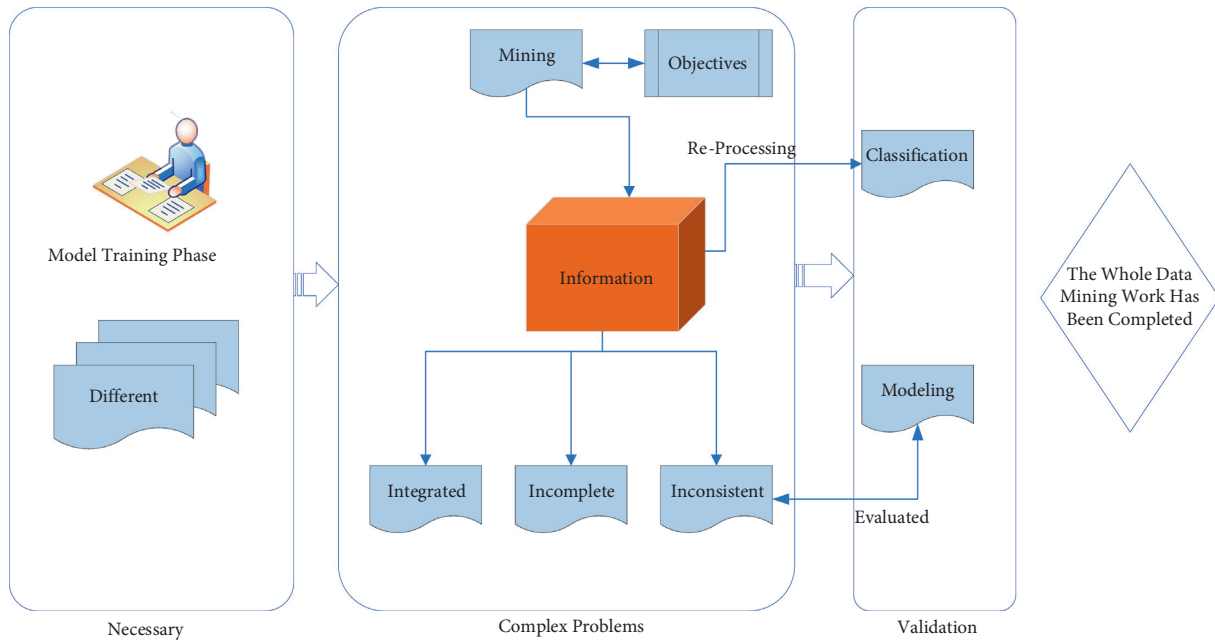 Model Training Phase
Different
Necessary
Mining
Objectives
Re-Processing
Information
Integrated
Incomplete
Inconsistent
Evaluated
Complex Problems
Classification
Modeling
Validation
The Whole Data
Mining Work Has
Been Completed